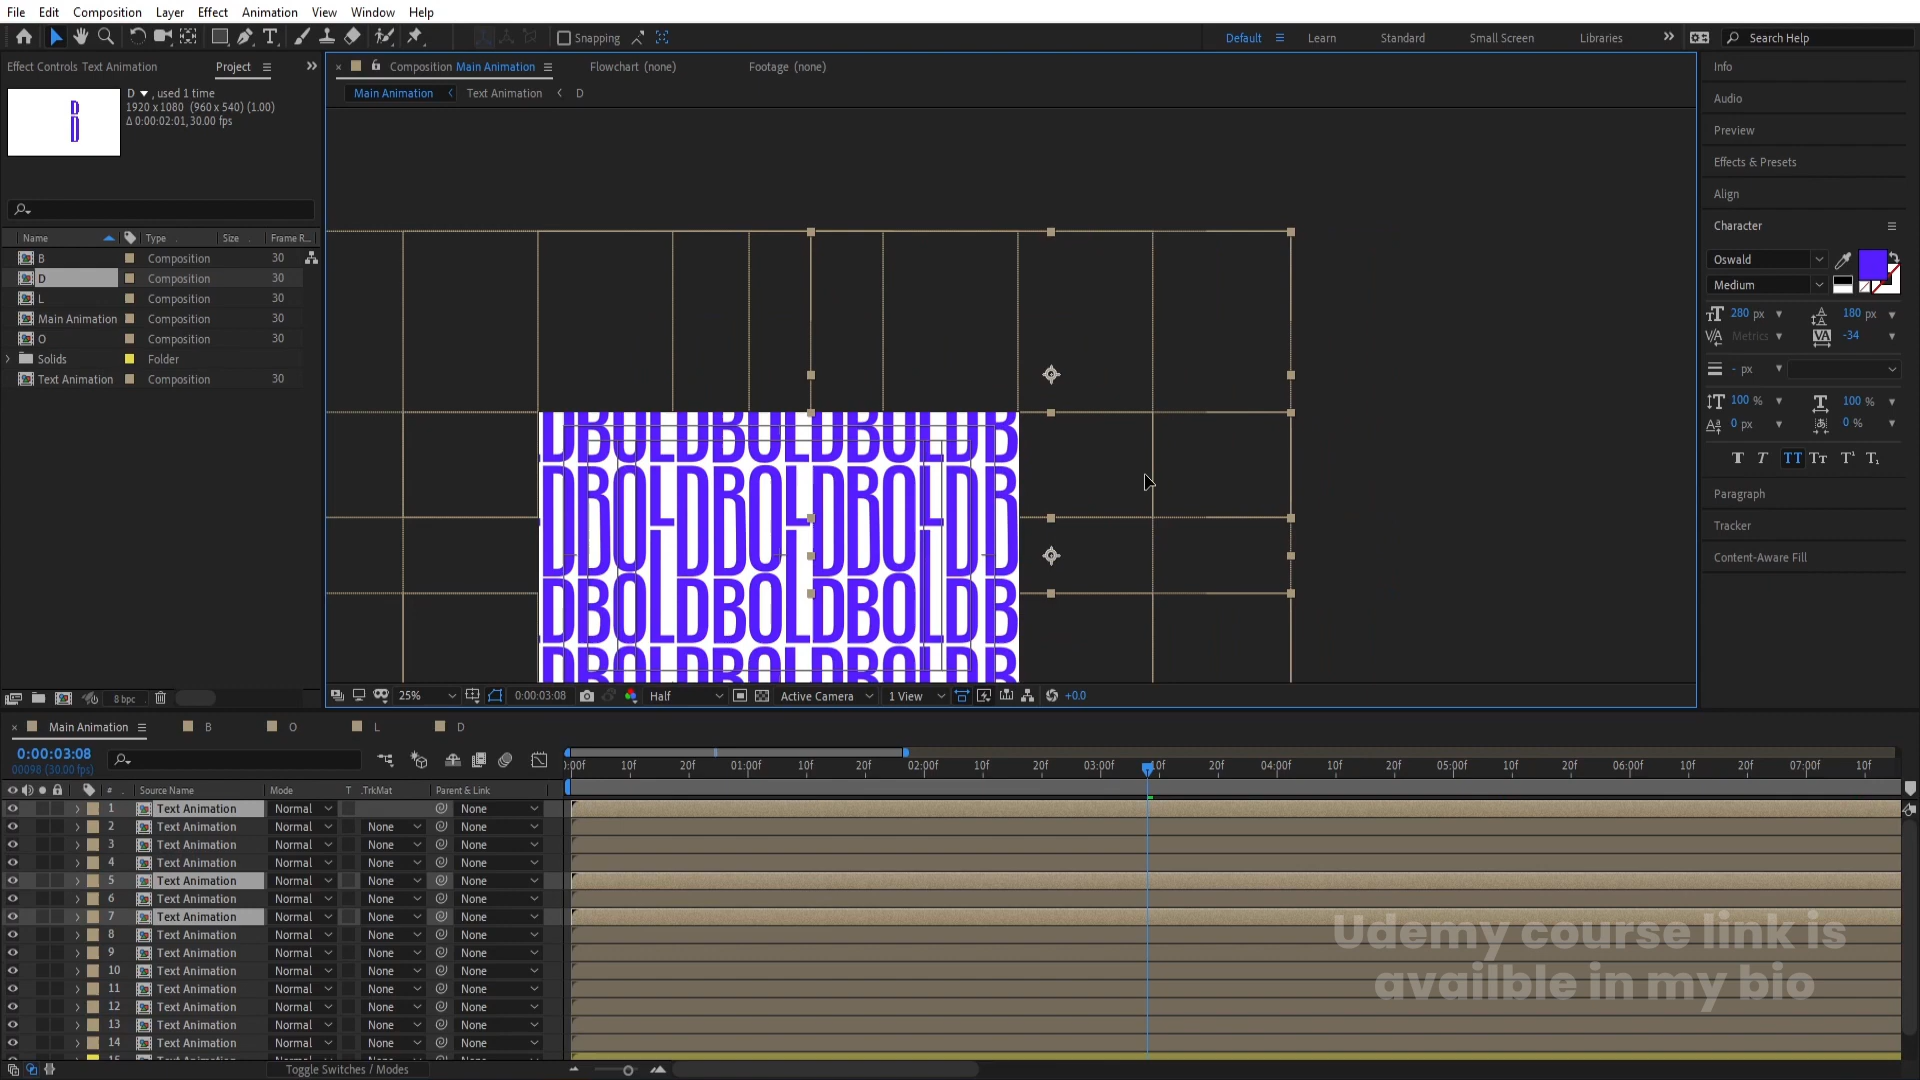 File Edit Composition Layer Effect Animation View Window Help
Snapping Default Learn Standard Small Screen Libraries Search Help
Effect Controls Text Animation Project
Composition Main Animation Flowchart (none) Footage (none)
Main Animation Text Animation D
D, used 1 time
1920 x 1080 (960 x 540) (1.00)
Δ 0:00:02:01, 30.00 fps
Name Type Size Frame R...
B Composition 30
D Composition 30
L Composition 30
Main Animation Composition 30
O Composition 30
Solids Folder
Text Animation Composition 30
8 bpc
DBOLDBOLDBOLDB
DBOLDBOLDBOLDB
DBOLDBOLDBOLDB
DBOLDBOLDBOLDB
25% 0:00:03:08 Half Active Camera 1 View +0.0
Info
Audio
Preview
Effects & Presets
Align
Character
Oswald
Medium
280 px 180 px
Metrics -34
- px
100 % 100 %
0 px 0 %
T T TT Tт T¹ T₁
Paragraph
Tracker
Content-Aware Fill
Main Animation B O L D
0:00:03:08
00098 (30.00 fps)
:00f 10f 20f 01:00f 10f 20f 02:00f 10f 20f 03:00f 10f 20f 04:00f 10f 20f 05:00f 10f 20f 06:00f 10f 20f 07:00f 10f
# Source Name Mode T .TrkMat Parent & Link
1 Text Animation Normal None
2 Text Animation Normal None None
3 Text Animation Normal None None
4 Text Animation Normal None None
5 Text Animation Normal None None
6 Text Animation Normal None None
7 Text Animation Normal None None
8 Text Animation Normal None None
9 Text Animation Normal None None
10 Text Animation Normal None None
11 Text Animation Normal None None
12 Text Animation Normal None None
13 Text Animation Normal None None
14 Text Animation Normal None None
Toggle Switches / Modes
Udemy course link is
availble in my bio